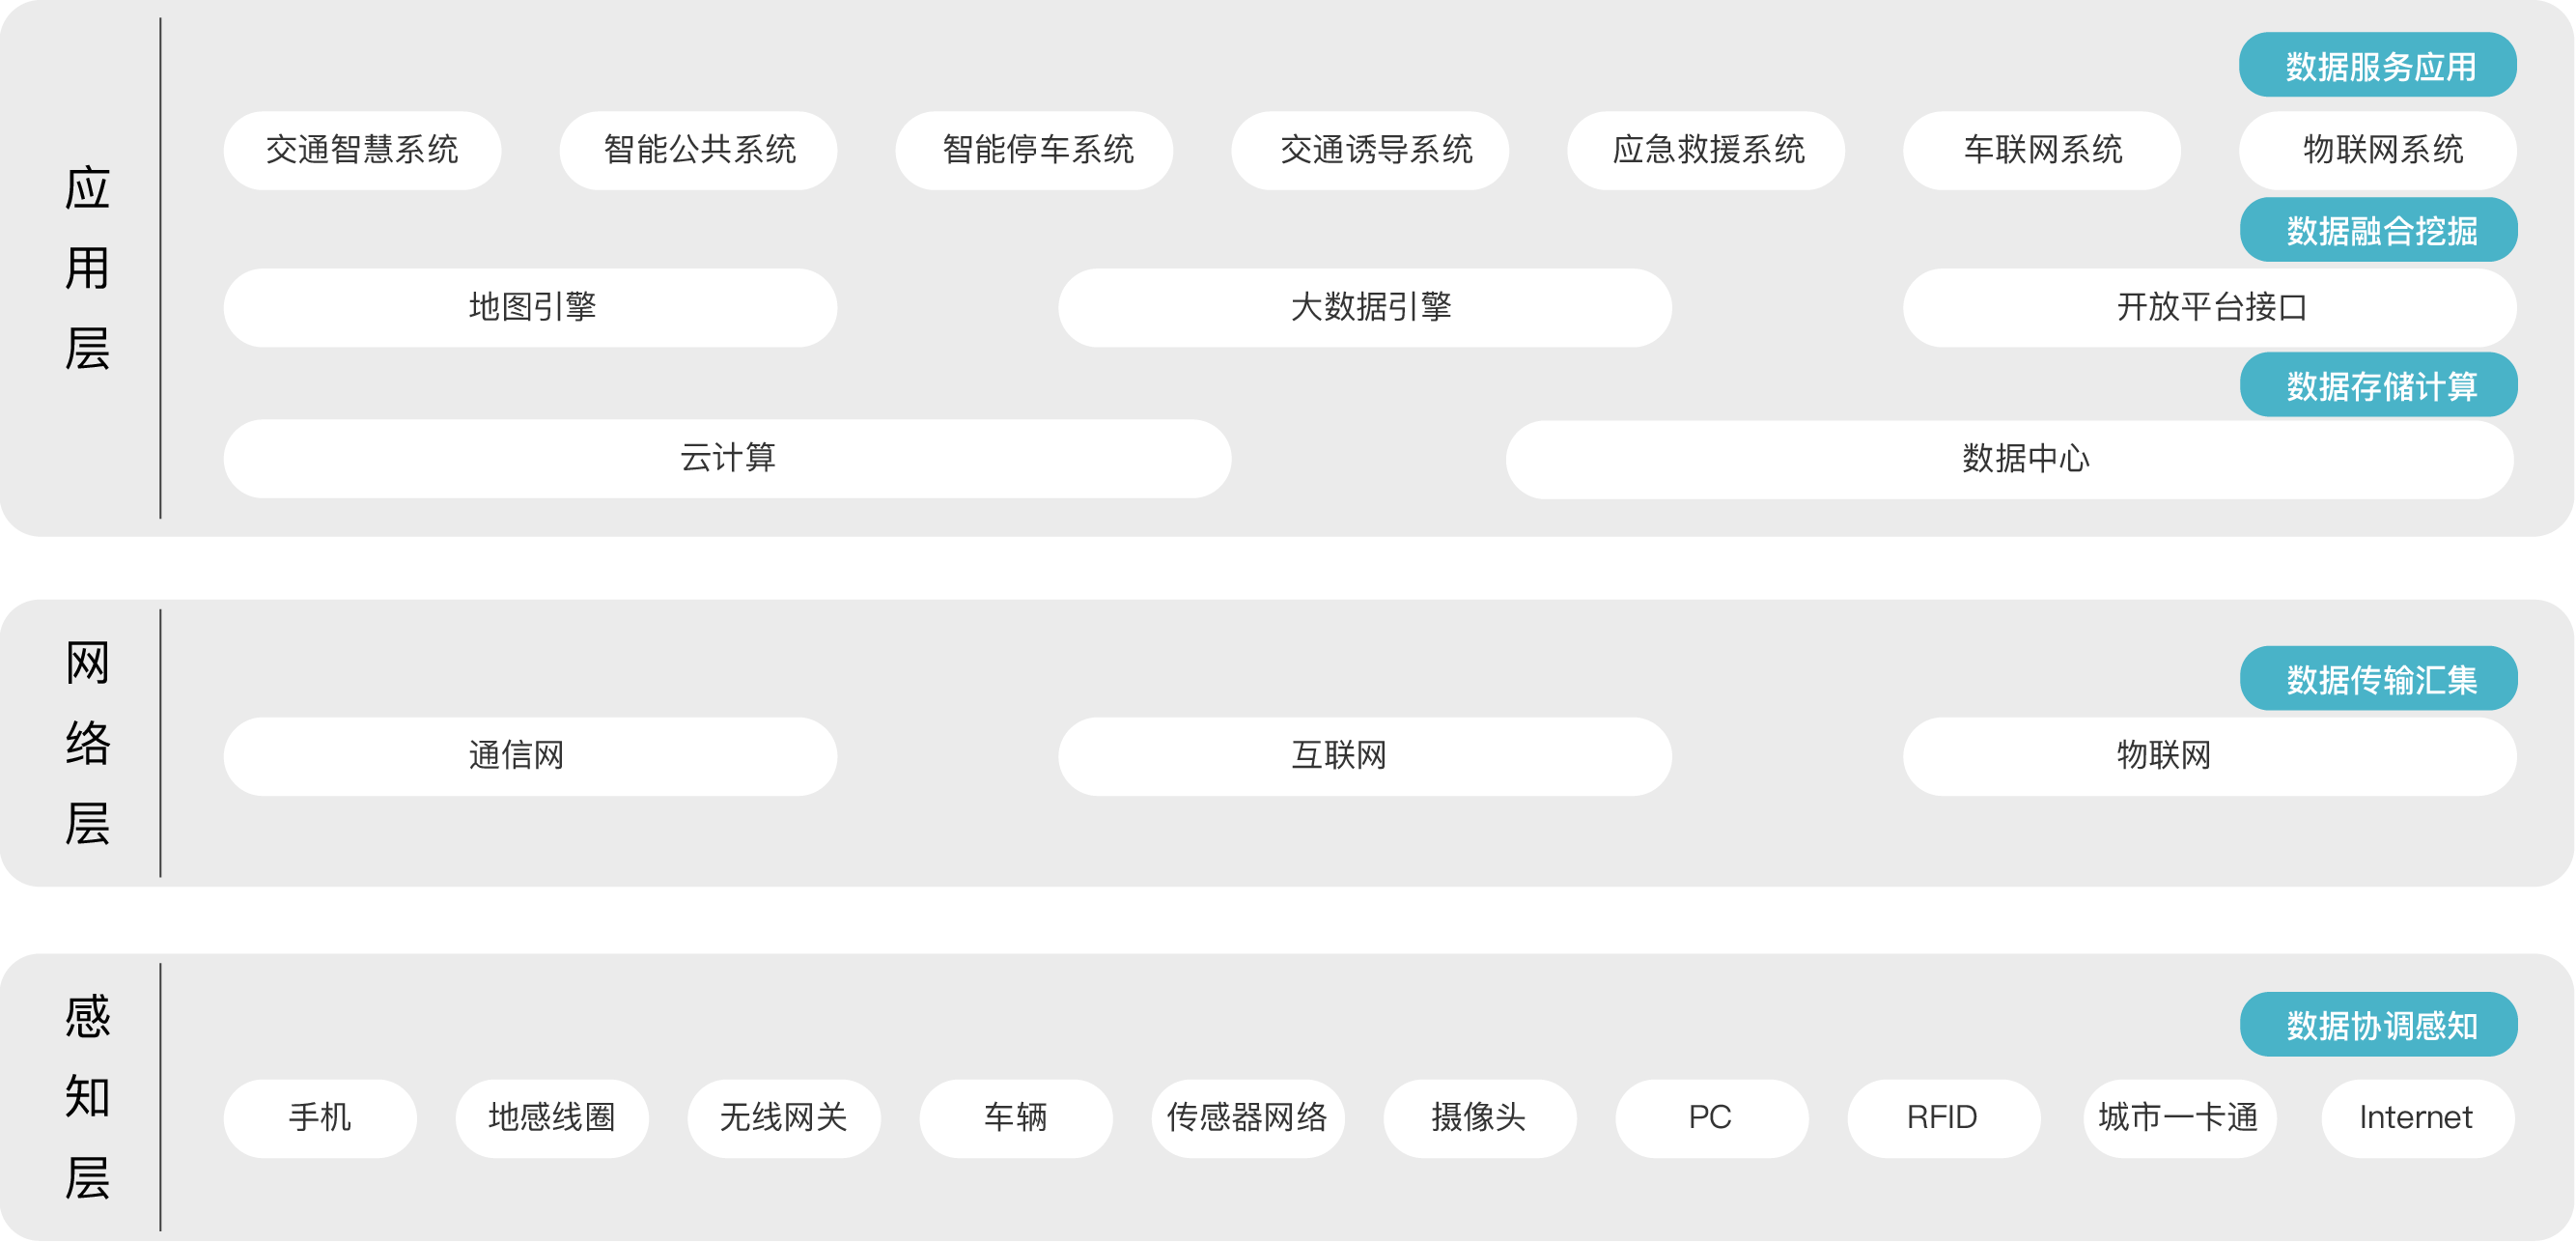 应用层
数据服务应用
交通智慧系统
智能公共系统
智能停车系统
交通诱导系统
应急救援系统
车联网系统
物联网系统
数据融合挖掘
地图引擎
大数据引擎
开放平台接口
数据存储计算
云计算
数据中心
网络层
数据传输汇集
通信网
互联网
物联网
感知层
数据协调感知
手机
地感线圈
无线网关
车辆
传感器网络
摄像头
PC
RFID
城市一卡通
Internet